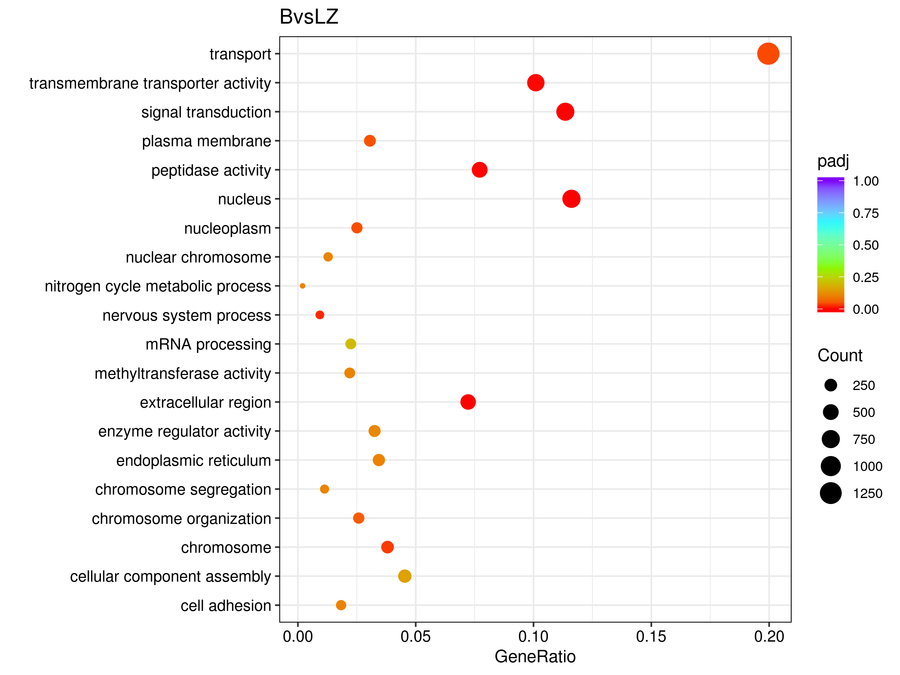 BvsLZ
transport
transmembrane transporter activity
signal transduction
plasma membrane
peptidase activity
nucleus
nucleoplasm
nuclear chromosome
nitrogen cycle metabolic process
nervous system process
mRNA processing
methyltransferase activity
extracellular region
enzyme regulator activity
endoplasmic reticulum
chromosome segregation
chromosome organization
chromosome
cellular component assembly
cell adhesion
0.00 0.05 0.10 0.15 0.20
GeneRatio
padj
1.00
0.75
0.50
0.25
0.00
Count
250
500
750
1000
1250